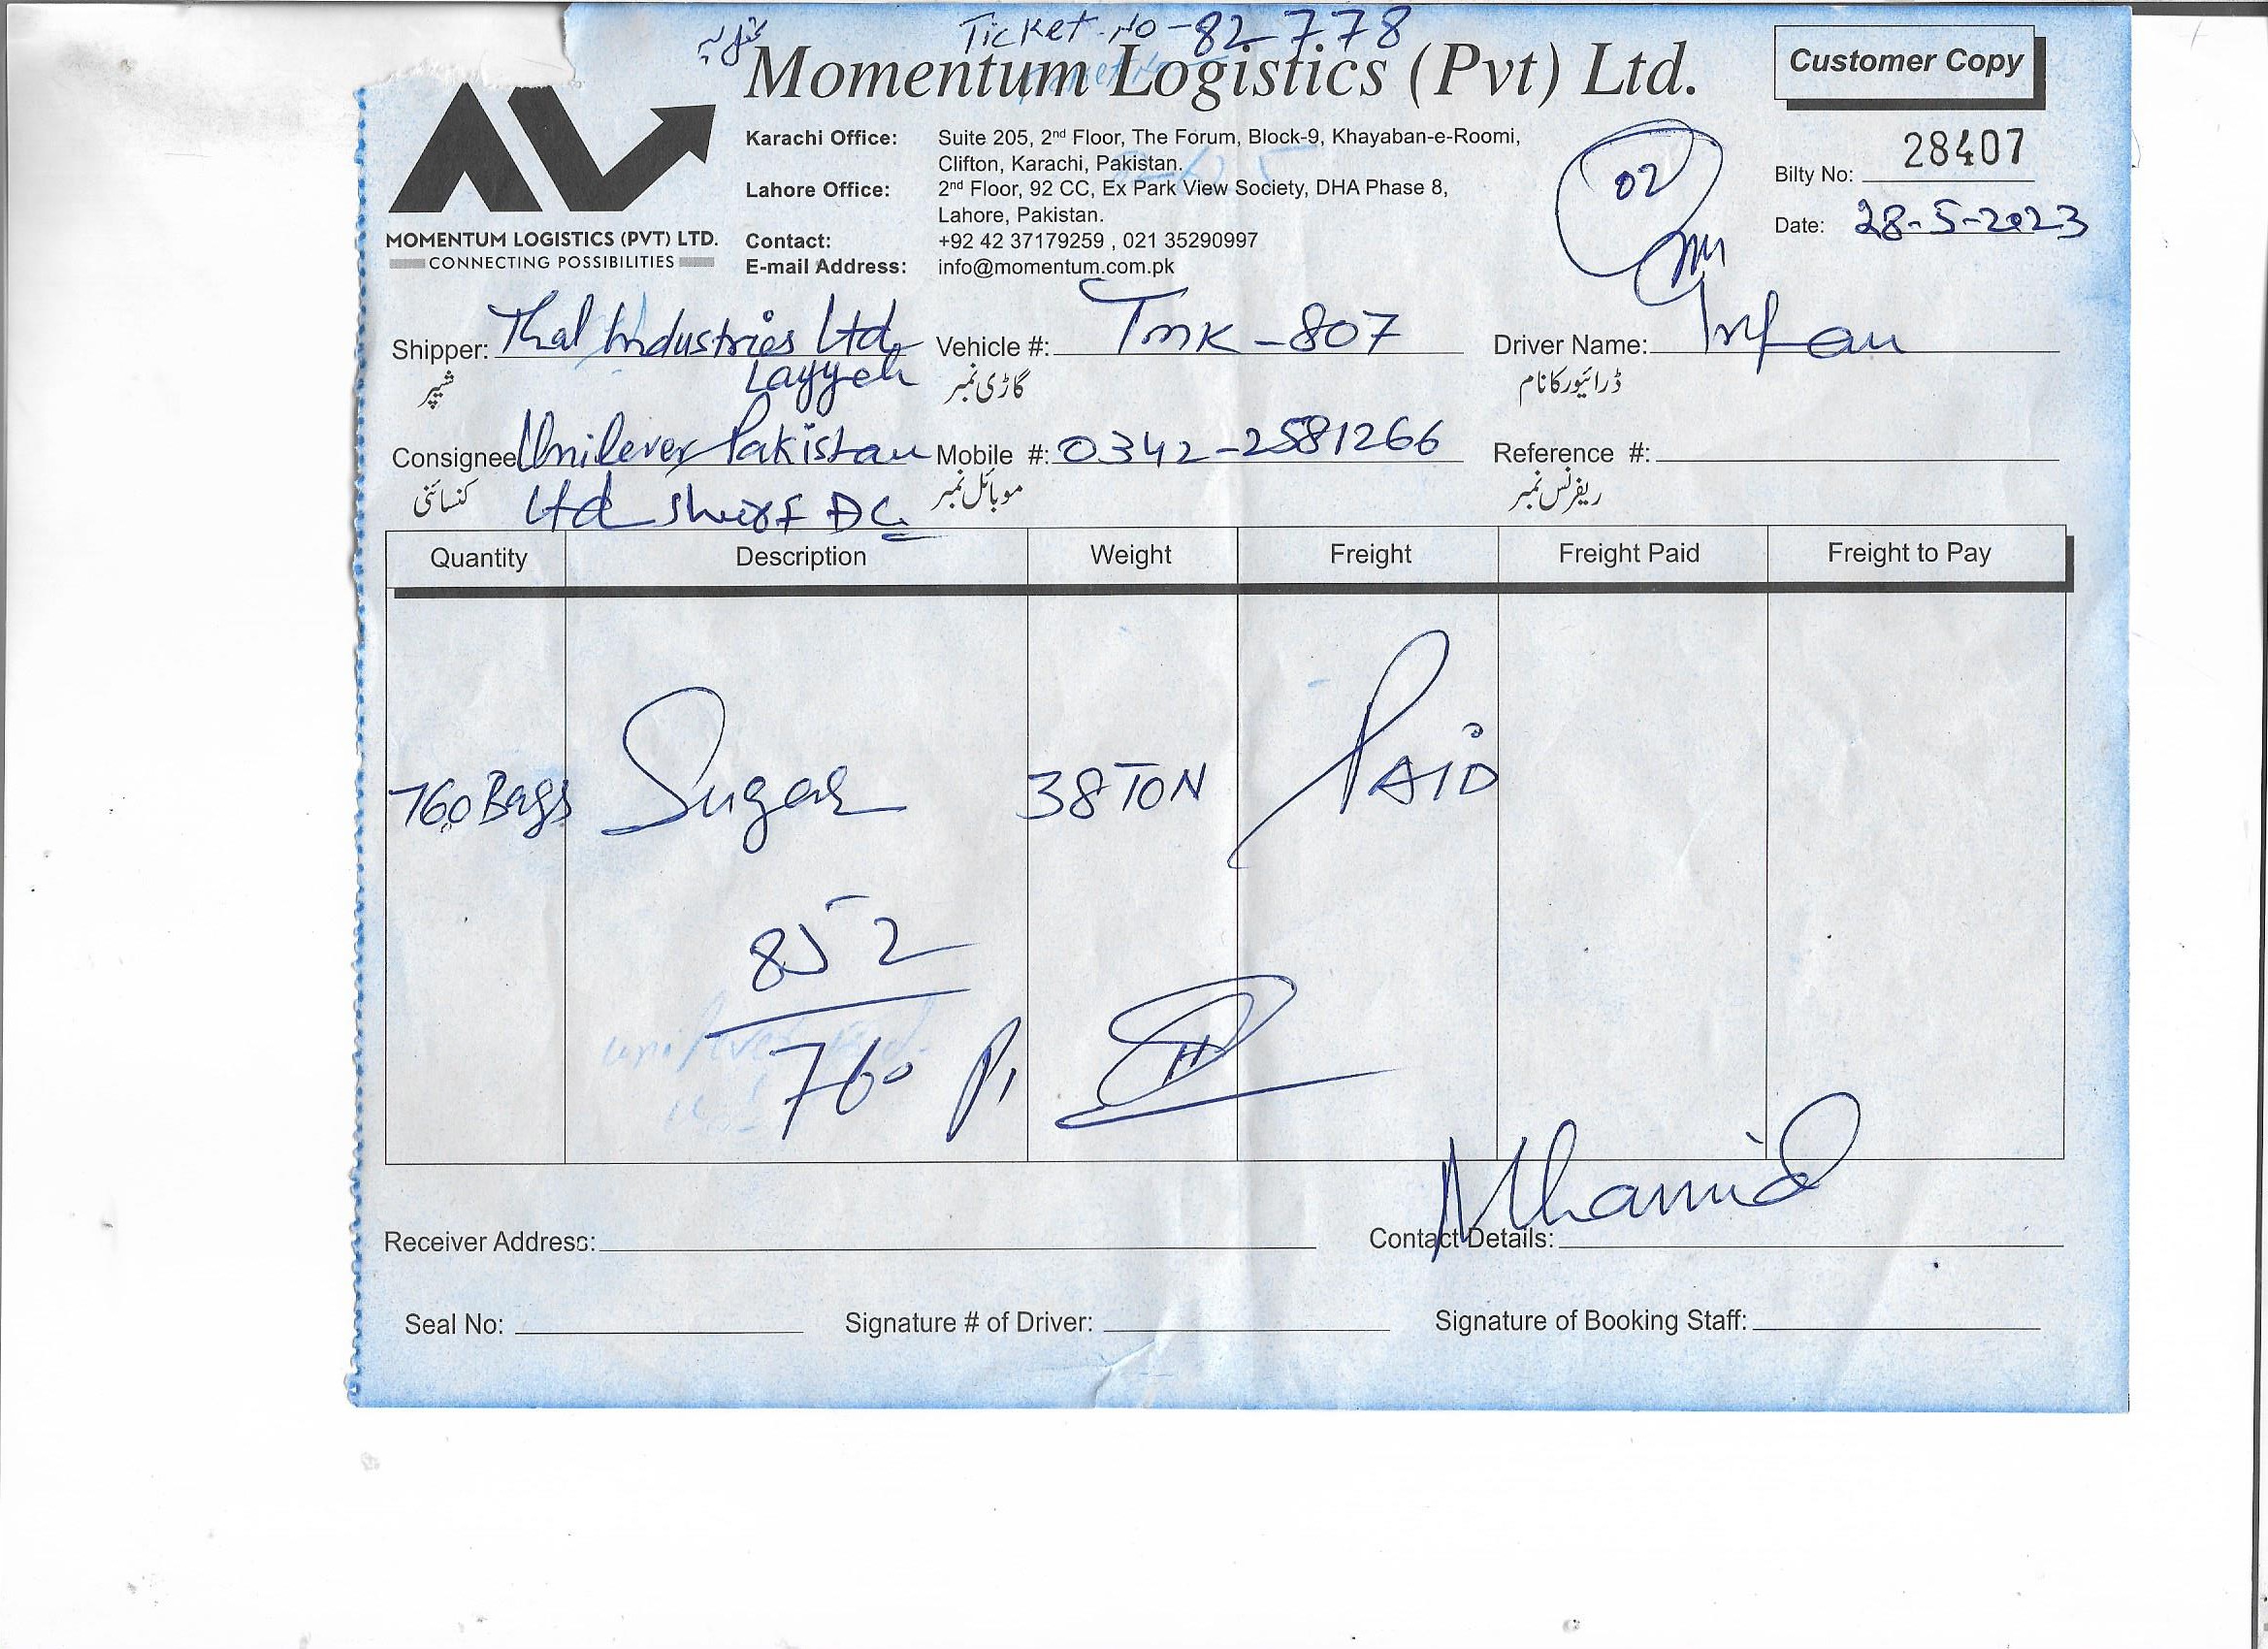 Ticket No - 82778
Momentum Logistics (Pvt) Ltd.
Customer Copy
Karachi Office: Suite 205, 2nd Floor, The Forum, Block-9, Khayaban-e-Roomi,
Clifton, Karachi, Pakistan.
Lahore Office: 2nd Floor, 92 CC, Ex Park View Society, DHA Phase 8,
Lahore, Pakistan.
Contact: +92 42 37179259 , 021 35290997
E-mail Address: info@momentum.com.pk
MOMENTUM LOGISTICS (PVT) LTD.
CONNECTING POSSIBILITIES
02
Bilty No: 28407
Date: 28-5-2023
Shipper: Thal Industries Ltd. Vehicle #: TMK-807 Driver Name: Irfan
Layyah
شیپر گاڑی نمبر ڈرائیور کا نام
Consignee Unilever Pakistan Mobile #: 0342-2581266 Reference #:
کنسائنی Ltd موبائل نمبر ریفرنس نمبر
Quantity Description Weight Freight Freight Paid Freight to Pay
760 Bags Sugar 38 TON PAID
852
760
Mhamid
Receiver Address: Contact Details:
Seal No: Signature # of Driver: Signature of Booking Staff: